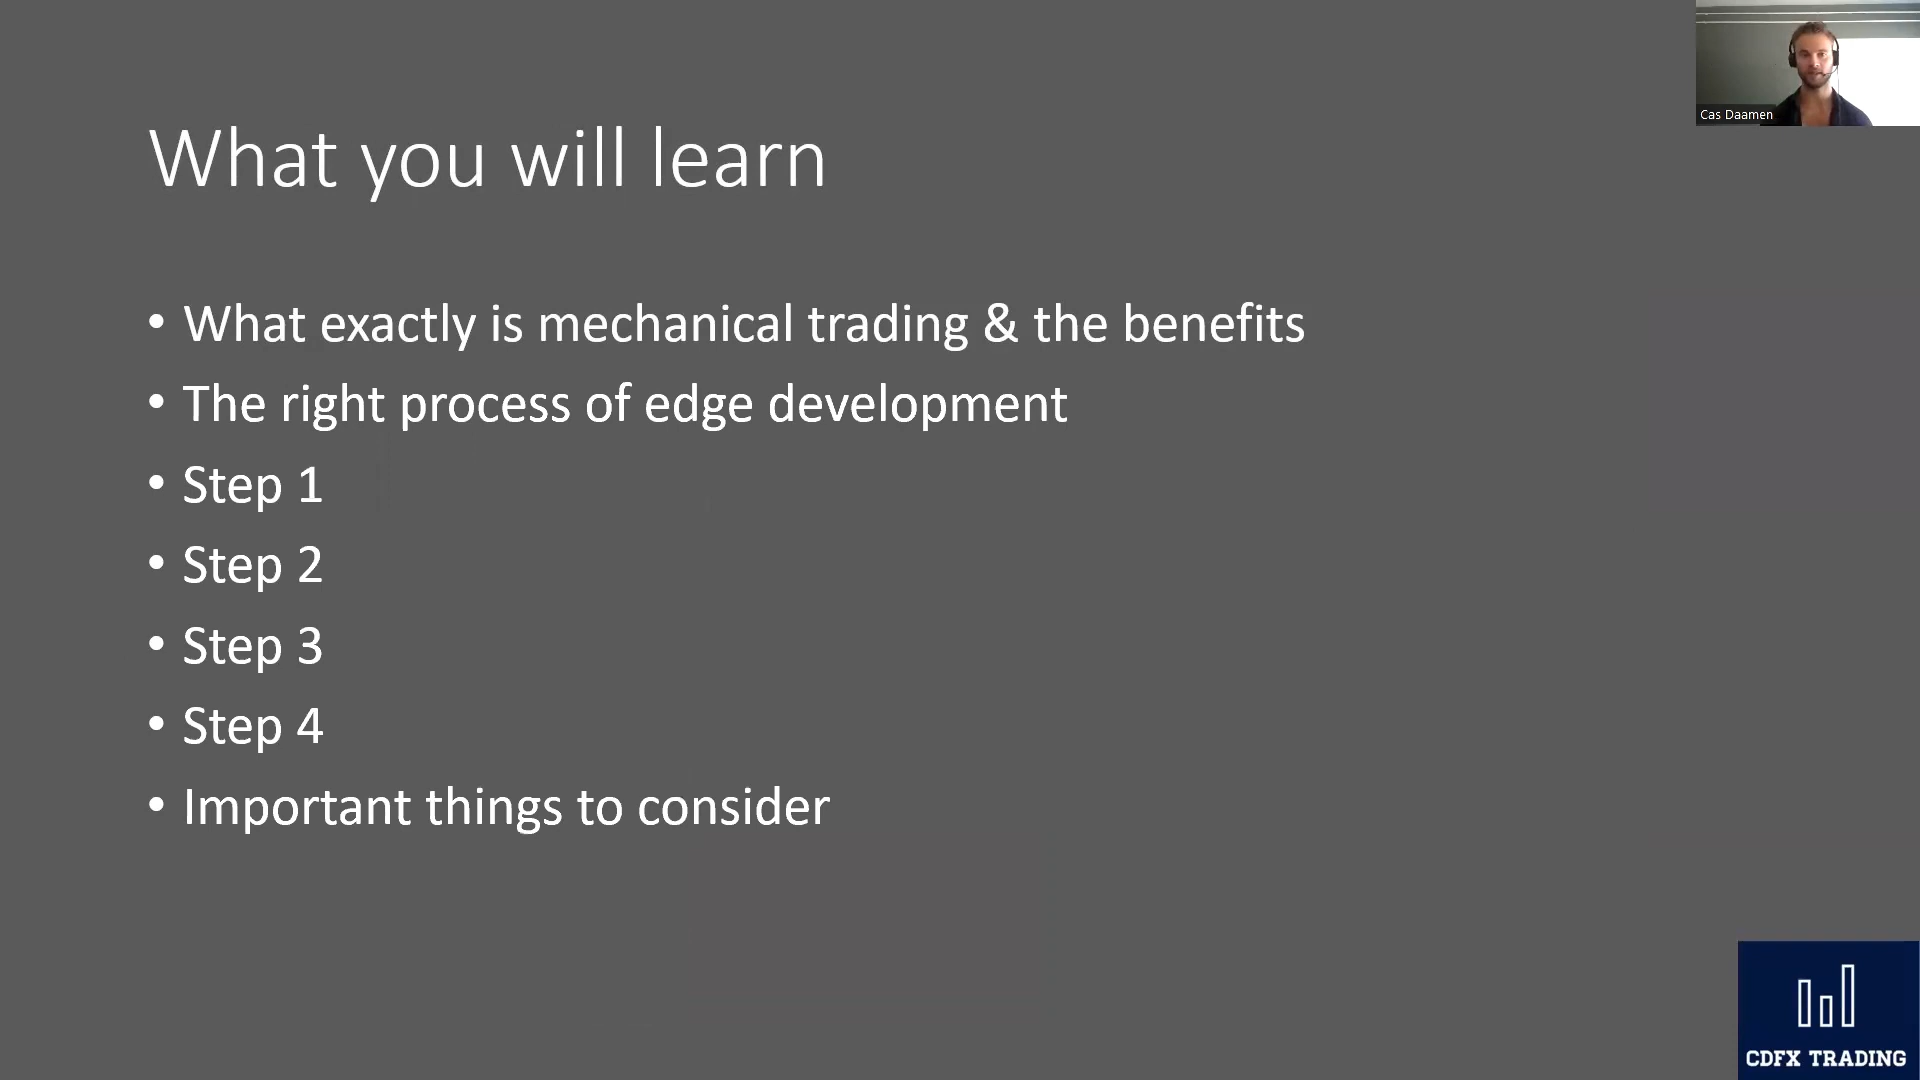 Cas Daamen
What you will learn
• What exactly is mechanical trading & the benefits
• The right process of edge development
• Step 1
• Step 2
• Step 3
• Step 4
• Important things to consider
CDFX TRADING